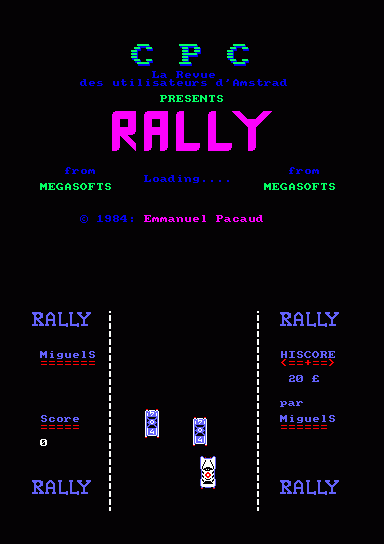 C P C
La Revue
des utilisateurs d'Amstrad
PRESENTS
RALLY
from
MEGASOFTS
Loading....
from
MEGASOFTS
© 1984: Emmanuel Pacaud
RALLY
MiguelS
=======
Score
=====
0
RALLY
RALLY
HISCORE
<==+==>
20 £
par
MiguelS
======
RALLY